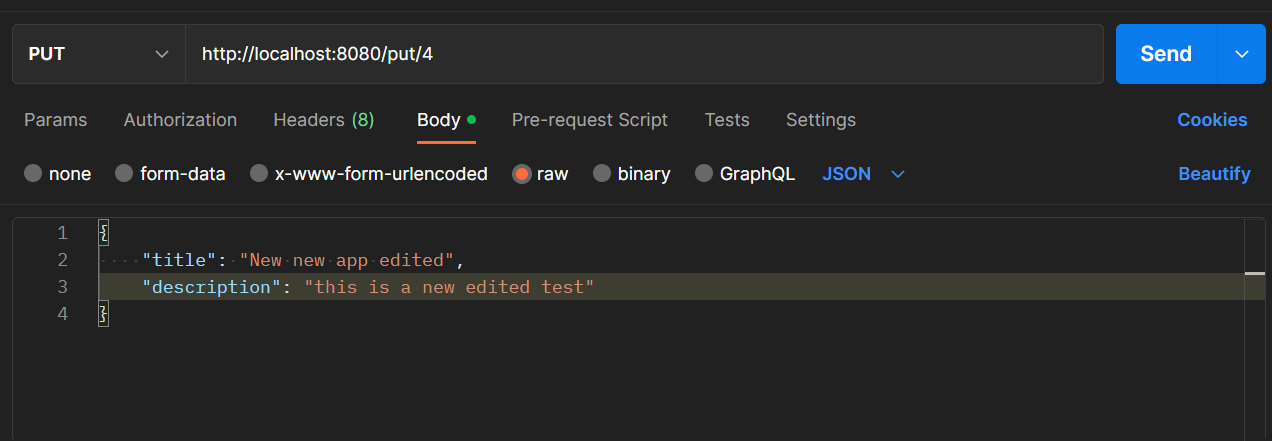 PUT http://localhost:8080/put/4 Send
Params Authorization Headers (8) Body Pre-request Script Tests Settings Cookies
none form-data x-www-form-urlencoded raw binary GraphQL JSON Beautify
1 {
2 "title": "New new app edited",
3 "description": "this is a new edited test"
4 }